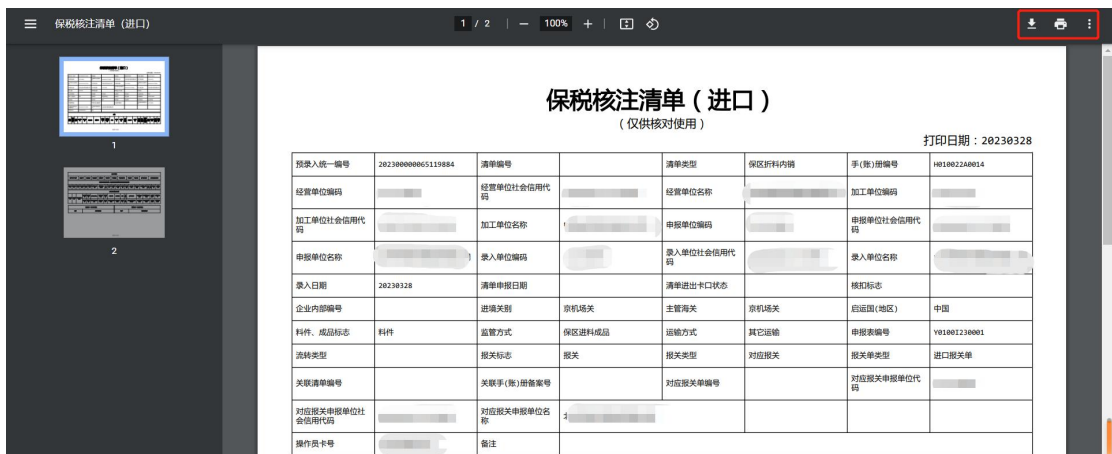 保税核注清单（进口）
1 / 2
100%
1
2
保税核注清单（进口）
（仅供核对使用）
打印日期：20230328
预录入统一编号 202300000065119884 清单编号 清单类型 保区折料内销 手(账)册编号 H010022A0014
经营单位编码 经营单位社会信用代码 经营单位名称 加工单位编码
加工单位社会信用代码 加工单位名称 申报单位编码 申报单位社会信用代码
申报单位名称 录入单位编码 录入单位社会信用代码 录入单位名称
录入日期 20230328 清单申报日期 清单进出卡口状态 核扣标志
企业内部编号 进境关别 京机场关 主管海关 京机场关 启运国(地区) 中国
料件、成品标志 料件 监管方式 保区进料成品 运输方式 其它运输 申报表编号 Y0100I230001
流转类型 报关标志 报关 报关类型 对应报关 报关单类型 进口报关单
关联清单编号 关联手(账)册备案号 对应报关单编号 对应报关申报单位代码
对应报关申报单位社会信用代码 对应报关申报单位名称
操作员卡号 备注